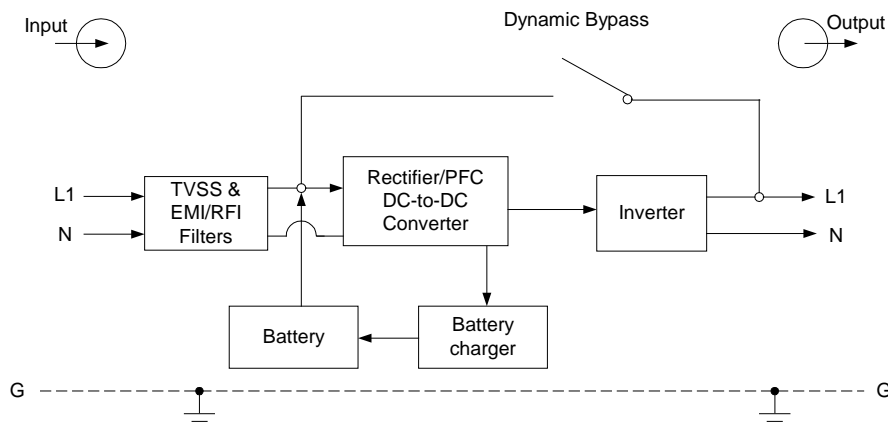 Input
Dynamic Bypass
Output
L1
N
TVSS &
EMI/RFI
Filters
Rectifier/PFC
DC-to-DC
Converter
Inverter
L1
N
Battery
Battery
charger
G
G